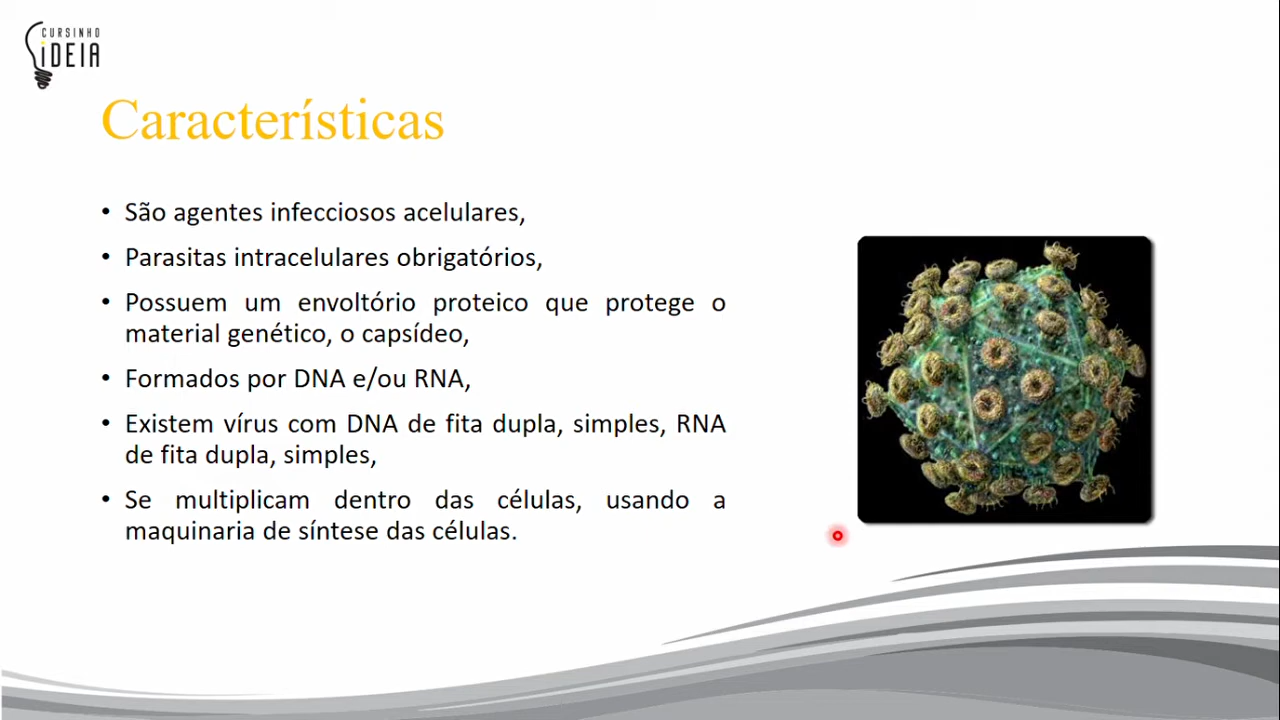 CURSINHO
iDEIA
Características
• São agentes infecciosos acelulares,
• Parasitas intracelulares obrigatórios,
• Possuem um envoltório proteico que protege o
material genético, o capsídeo,
• Formados por DNA e/ou RNA,
• Existem vírus com DNA de fita dupla, simples, RNA
de fita dupla, simples,
• Se multiplicam dentro das células, usando a
maquinaria de síntese das células.